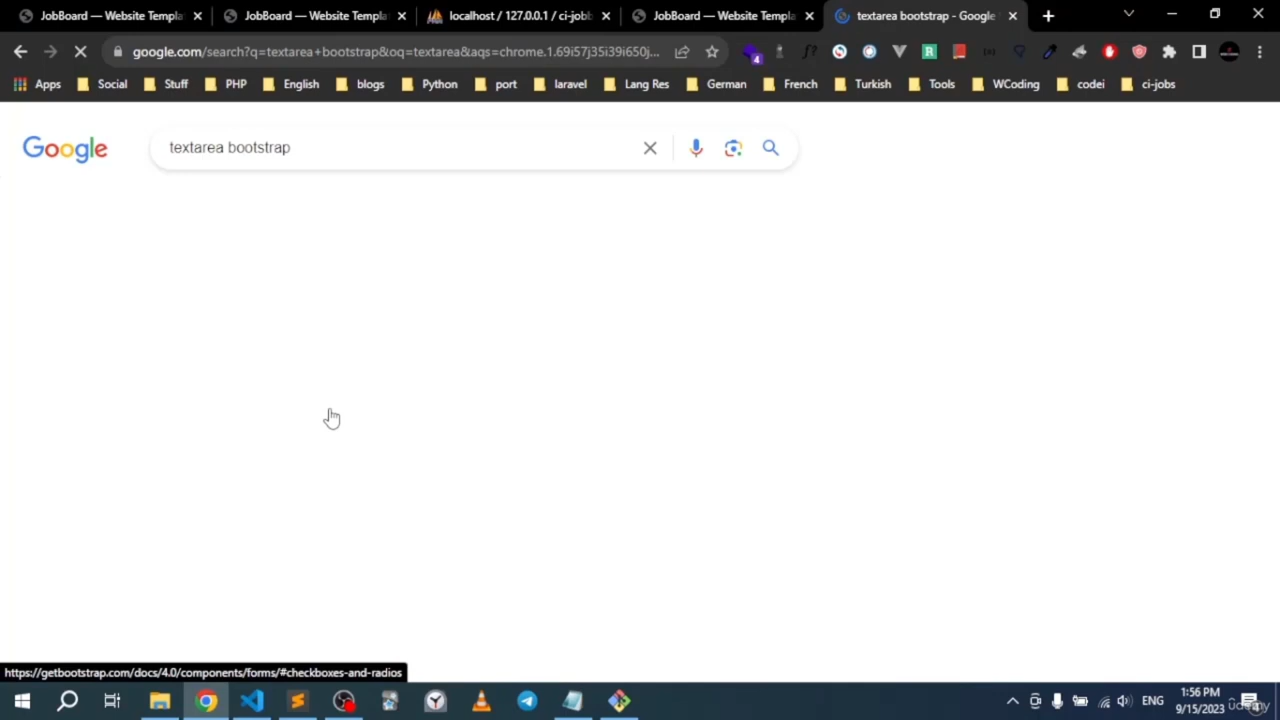 JobBoard — Website Templa
JobBoard — Website Templa
localhost / 127.0.0.1 / ci-jobb
JobBoard — Website Templa
textarea bootstrap - Google
google.com/search?q=textarea+bootstrap&oq=textarea&aqs=chrome.1.69i57j35i39i650j...
4
R
Apps
Social
Stuff
PHP
English
blogs
Python
port
laravel
Lang Res
German
French
Turkish
Tools
WCoding
codei
ci-jobs
Google
textarea bootstrap
https://getbootstrap.com/docs/4.0/components/forms/#checkboxes-and-radios
ENG
1:56 PM
9/15/2023
udemy